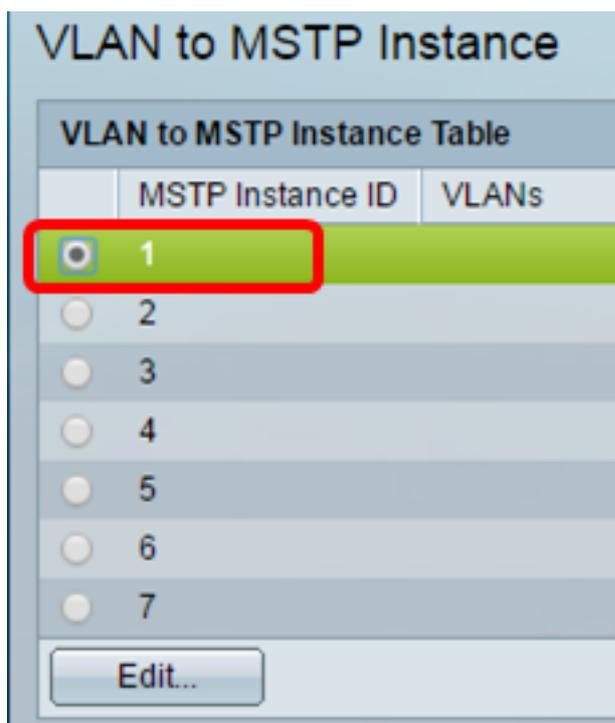 VLAN to MSTP Instance
VLAN to MSTP Instance Table
MSTP Instance ID VLANs
1
2
3
4
5
6
7
Edit...